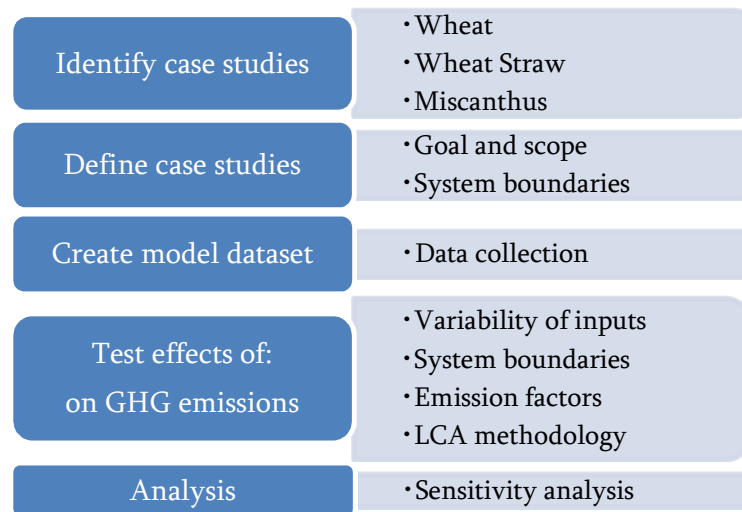 Identify case studies
·Wheat
·Wheat Straw
·Miscanthus
Define case studies
·Goal and scope
·System boundaries
Create model dataset
·Data collection
Test effects of:
on GHG emissions
·Variability of inputs
·System boundaries
·Emission factors
·LCA methodology
Analysis
·Sensitivity analysis